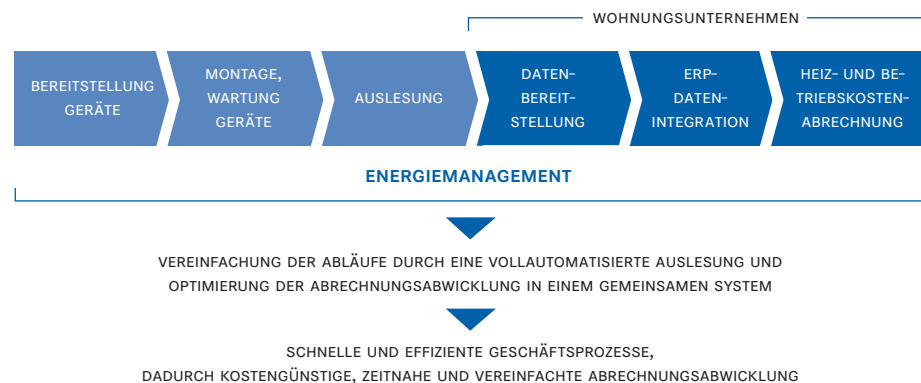 WOHNUNGSUNTERNEHMEN
BEREITSTELLUNG
GERÄTE
MONTAGE,
WARTUNG
GERÄTE
AUSLESUNG
DATEN-
BEREIT-
STELLUNG
ERP-
DATEN-
INTEGRATION
HEIZ- UND BE-
TRIEBSKOSTEN-
ABRECHNUNG
ENERGIEMANAGEMENT
VEREINFACHUNG DER ABLÄUFE DURCH EINE VOLLAUTOMATISIERTE AUSLESUNG UND
OPTIMIERUNG DER ABRECHNUNGSABWICKLUNG IN EINEM GEMEINSAMEN SYSTEM
SCHNELLE UND EFFIZIENTE GESCHÄFTSPROZESSE,
DADURCH KOSTENGÜNSTIGE, ZEITNAHE UND VEREINFACHTE ABRECHNUNGSABWICKLUNG